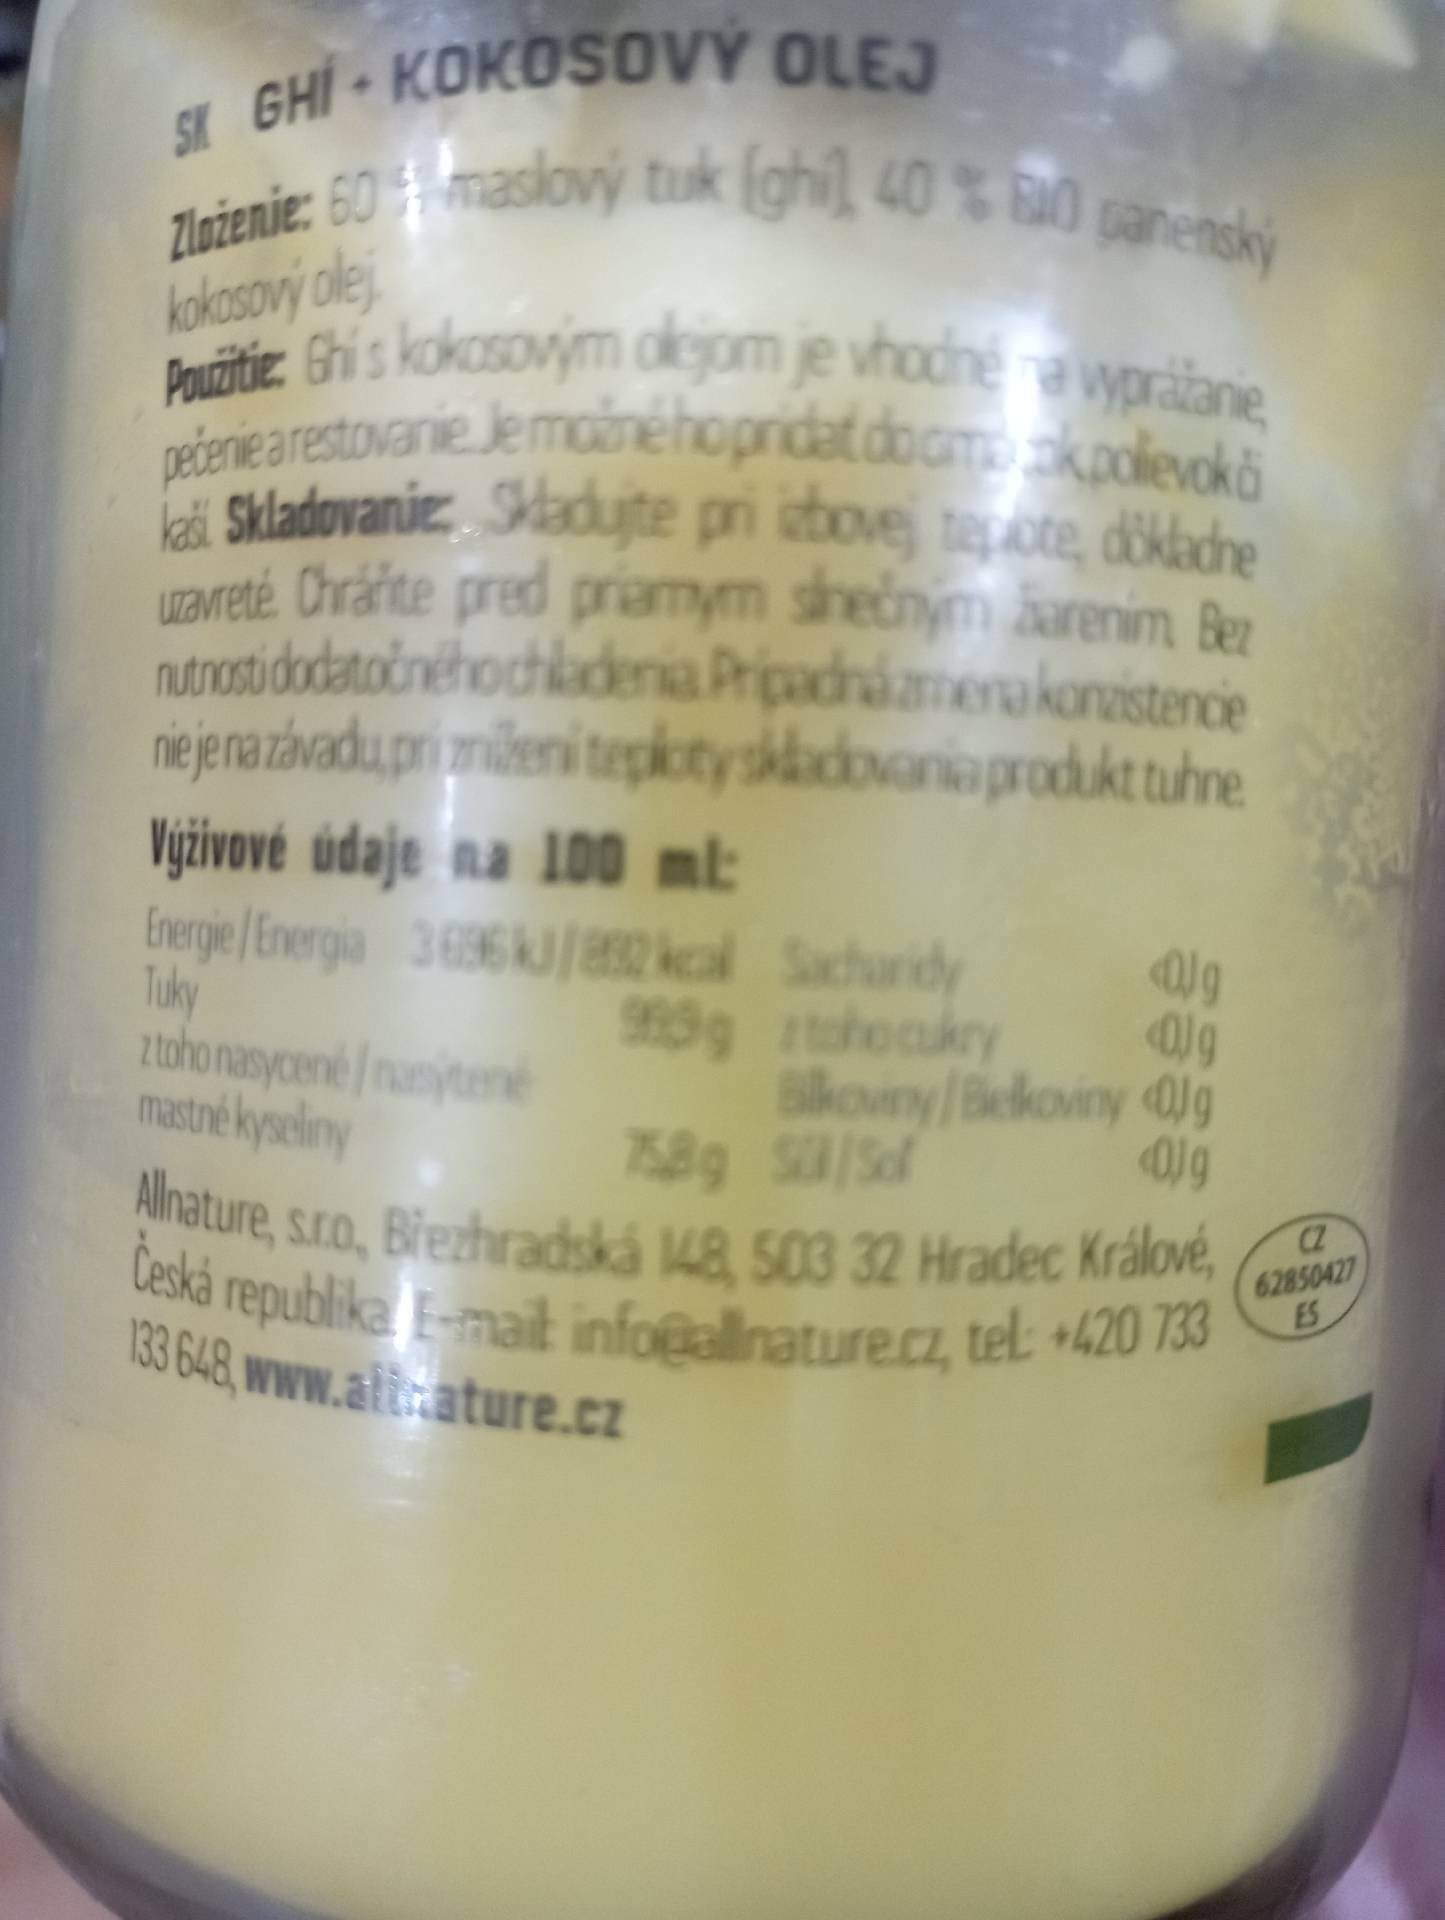 SK GHÍ + KOKOSOVÝ OLEJ
Zloženie: 60 % maslový tuk (ghí), 40 % BIO panenský
kokosový olej.
Použitie: Ghí s kokosovým olejom je vhodné na vyprážanie,
pečenie a restovanie. Je možné ho pridať do omáčok, polievok či
kaší. Skladovanie: Skladujte pri izbovej teplote, dôkladne
uzavreté. Chráňte pred priamym slnečným žiarením. Bez
nutnosti dodatočného chladenia. Prípadná zmena konzistencie
nie je na závadu, pri znížení teploty skladovania produkt tuhne.
Výživové údaje na 100 ml:
Energie / Energia 3 696 kJ / 892 kcal Sacharidy <0,1 g
Tuky 99,9 g z toho cukry <0,1 g
z toho nasycené / nasýtené Bílkoviny / Bielkoviny <0,1 g
mastné kyseliny 75,8 g Sůl / Soľ <0,1 g
Allnature, s.r.o., Březhradská 148, 503 32 Hradec Králové,
Česká republika, E-mail: info@allnature.cz, tel.: +420 733
133 648, www.allnature.cz
CZ
62850427
ES